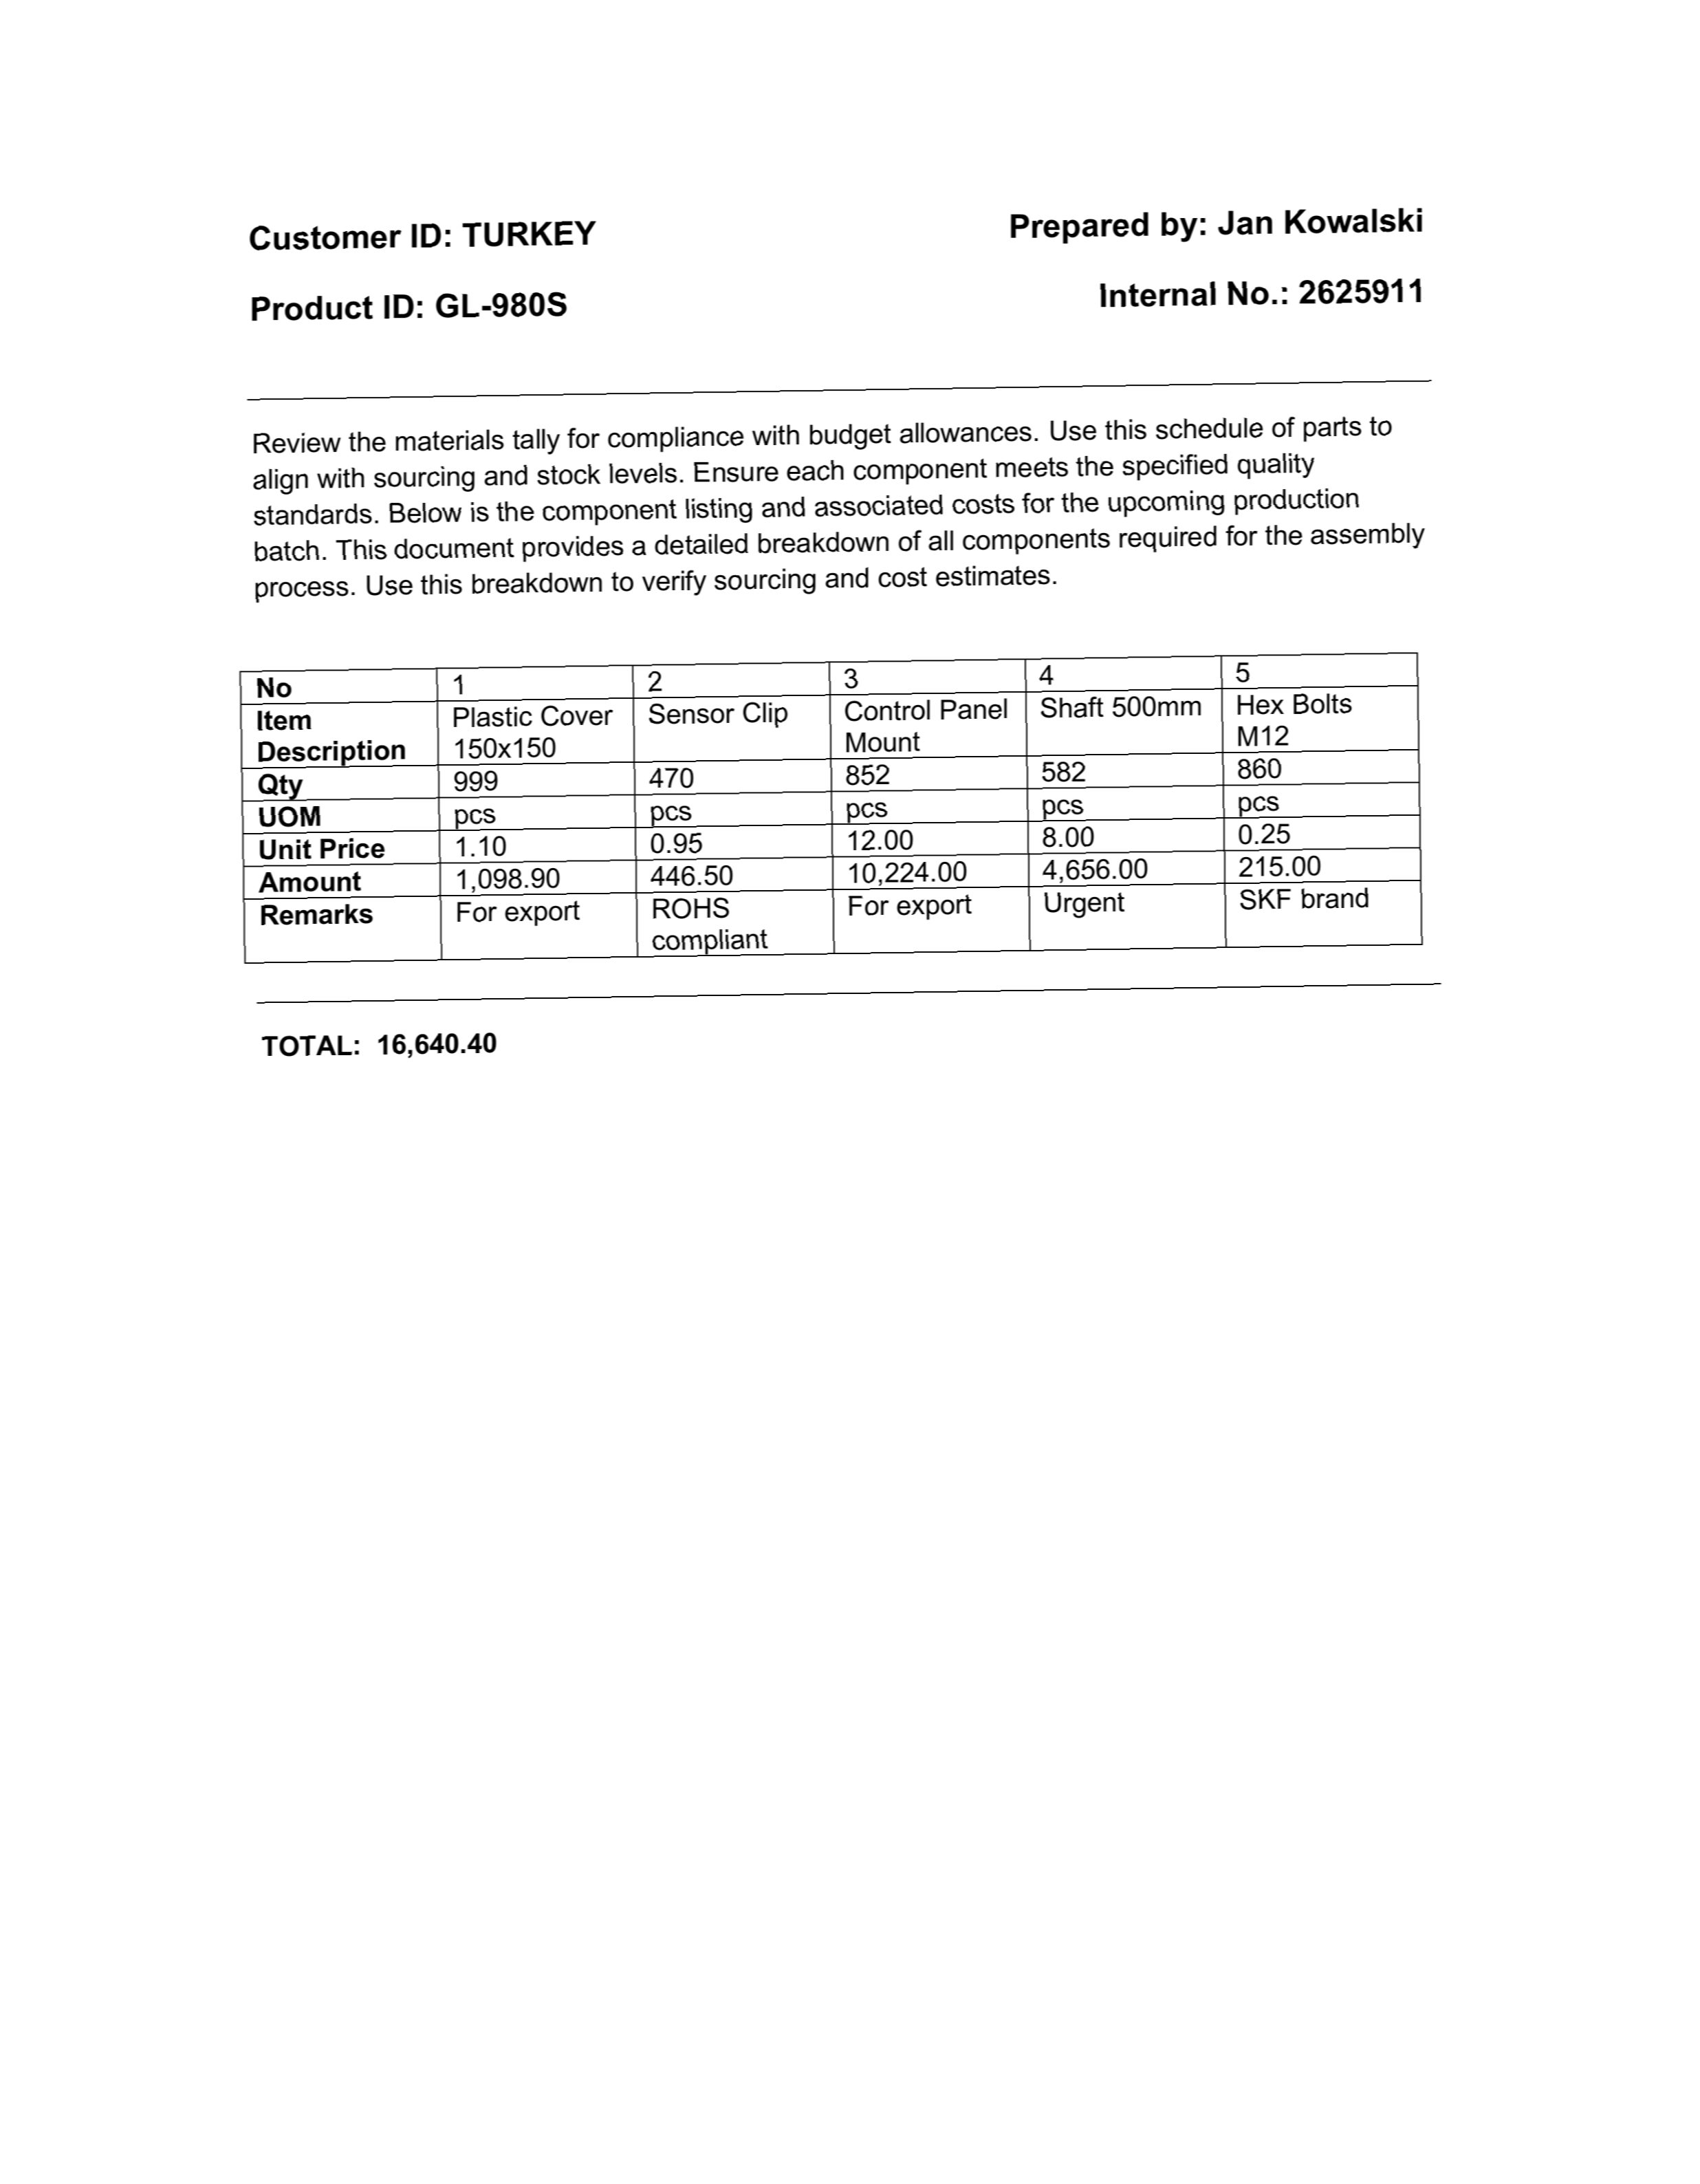 Customer ID: TURKEY
Prepared by: Jan Kowalski
Product ID: GL-980S
Internal No.: 2625911
Review the materials tally for compliance with budget allowances. Use this schedule of parts to
align with sourcing and stock levels. Ensure each component meets the specified quality
standards. Below is the component listing and associated costs for the upcoming production
batch. This document provides a detailed breakdown of all components required for the assembly
process. Use this breakdown to verify sourcing and cost estimates.
No 1 2 3 4 5
Item Description Plastic Cover 150x150 Sensor Clip Control Panel Mount Shaft 500mm Hex Bolts M12
Qty 999 470 852 582 860
UOM pcs pcs pcs pcs pcs
Unit Price 1.10 0.95 12.00 8.00 0.25
Amount 1,098.90 446.50 10,224.00 4,656.00 215.00
Remarks For export ROHS compliant For export Urgent SKF brand
TOTAL: 16,640.40